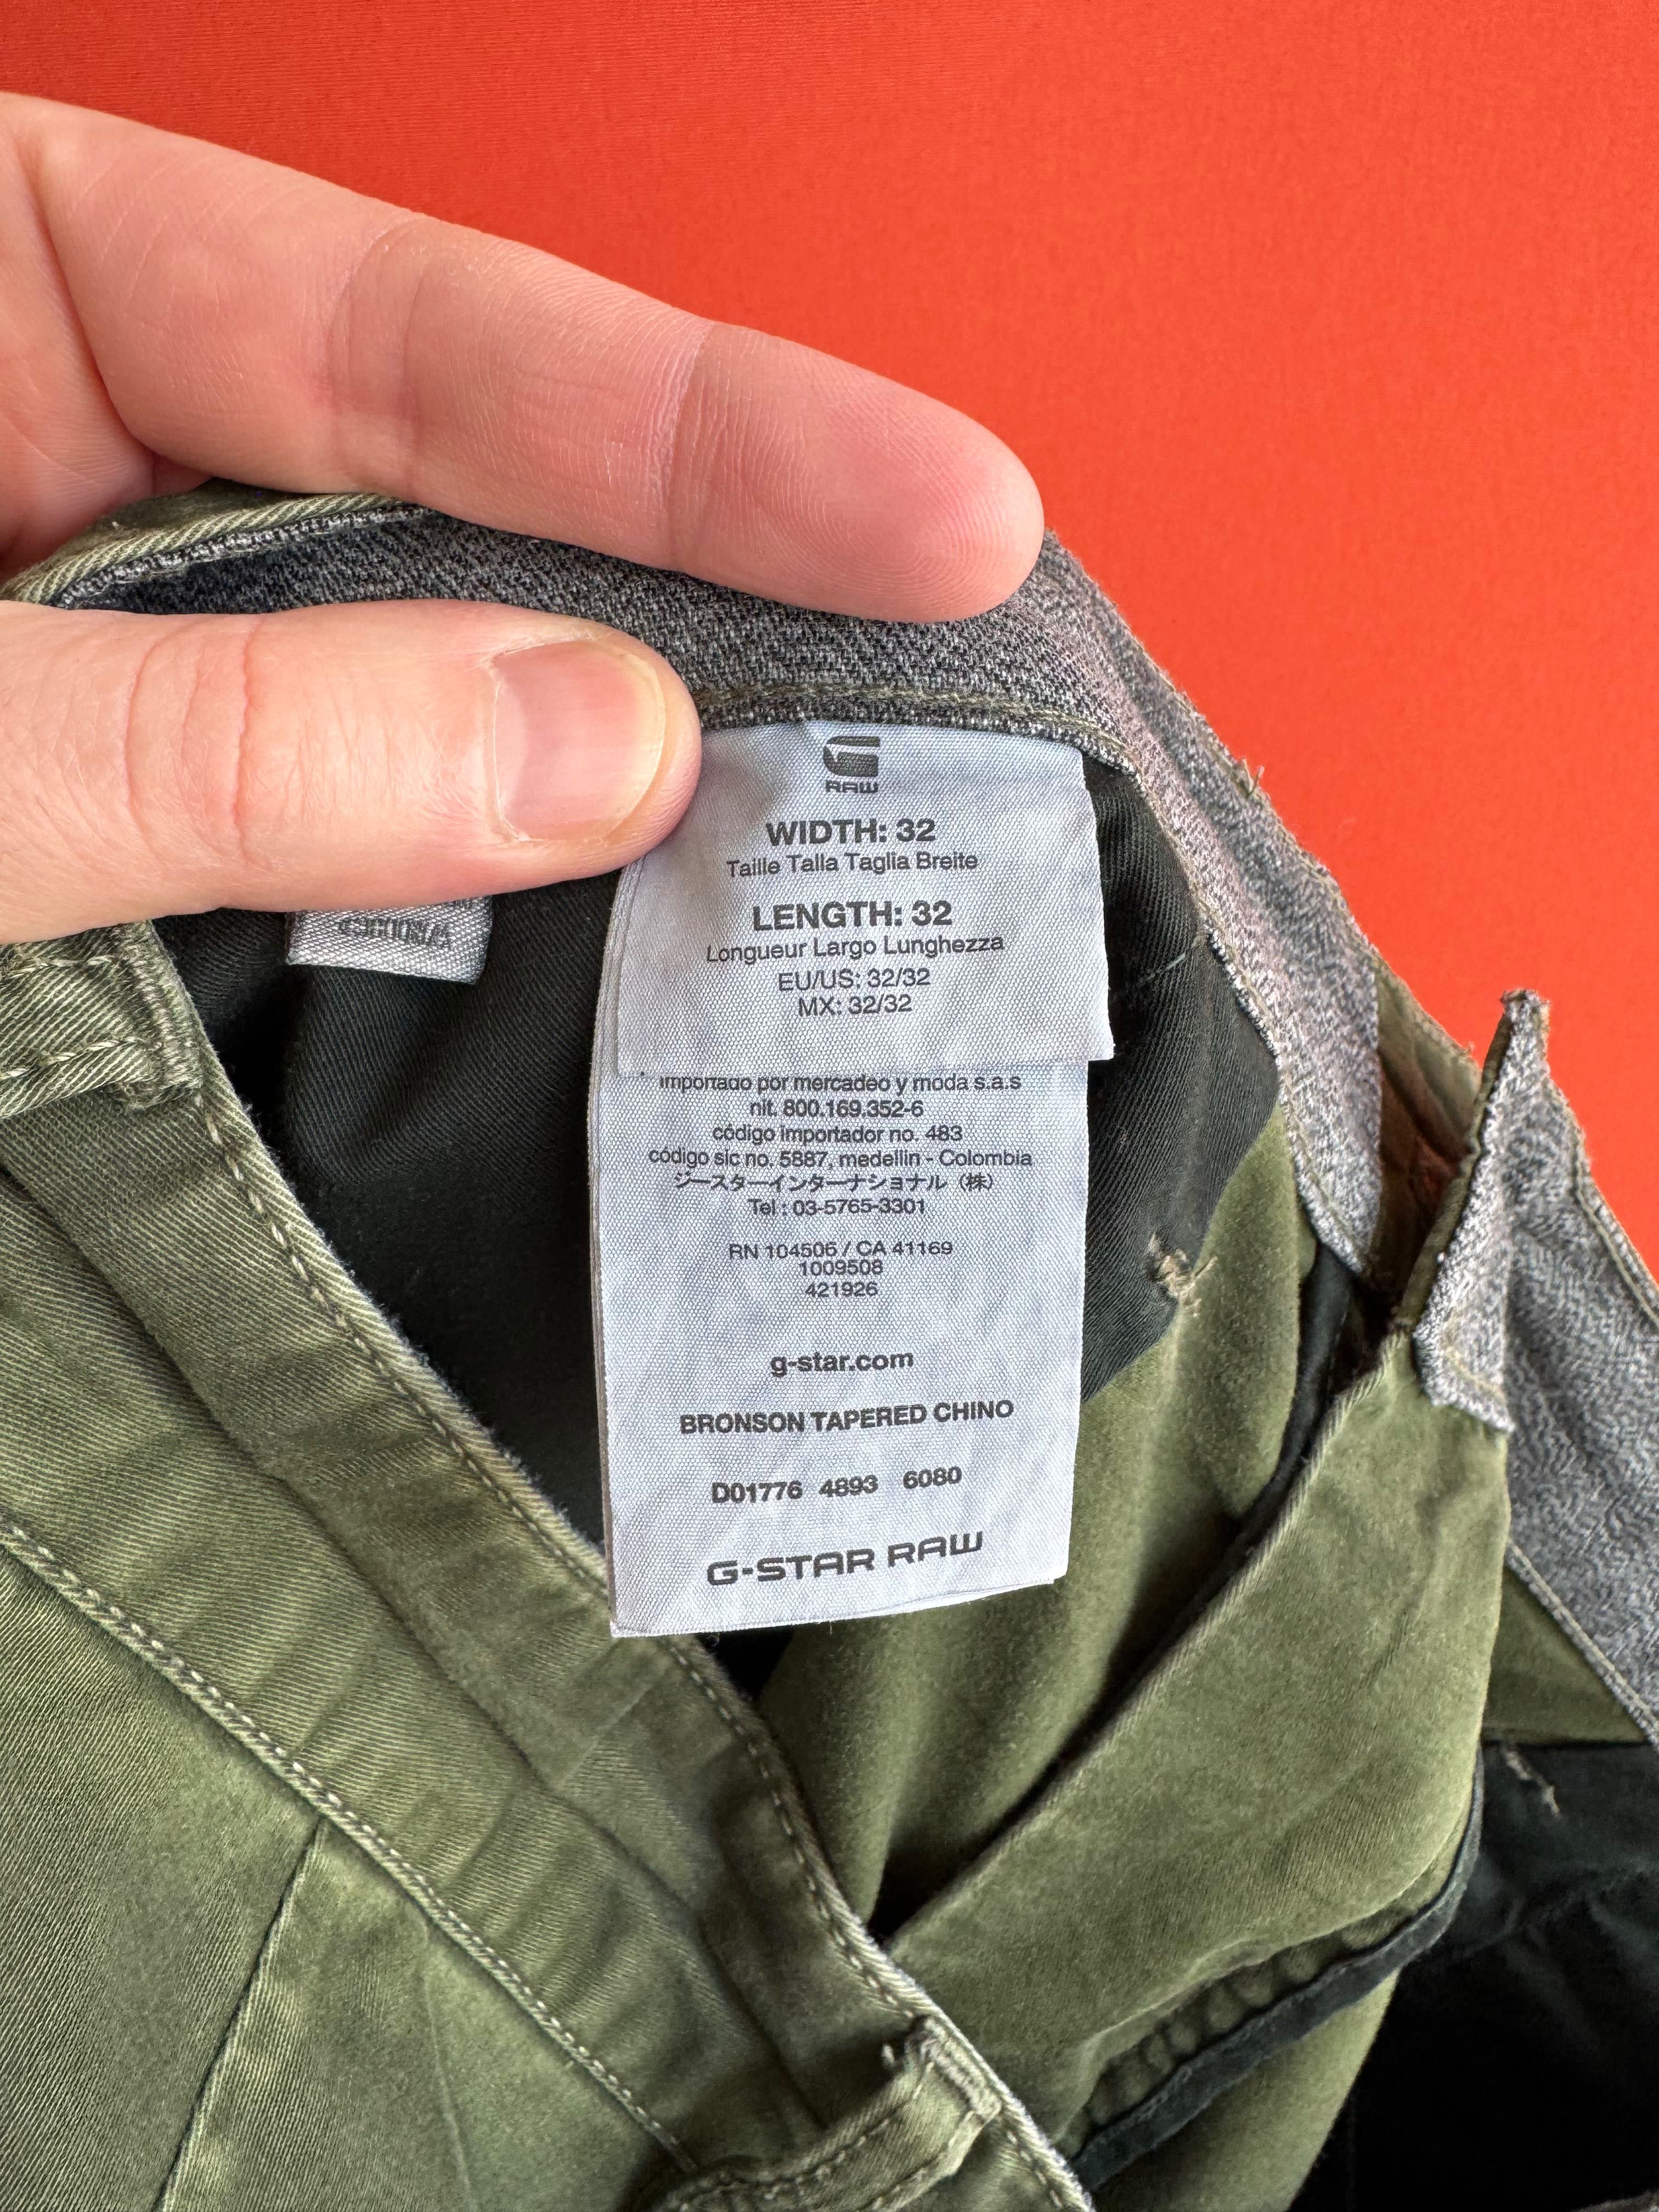 RAW
WIDTH: 32
Taille Talla Taglia Breite
LENGTH: 32
Longueur Largo Lunghezza
EU/US: 32/32
MX: 32/32
importado por mercadeo y moda s.a.s
nit. 800.169.352-6
código importador no. 483
código sic no. 5887, medellin - Colombia
ジースターインターナショナル（株）
Tel : 03-5765-3301
RN 104506 / CA 41169
1009508
421926
g-star.com
BRONSON TAPERED CHINO
D01776 4893 6080
G-STAR RAW